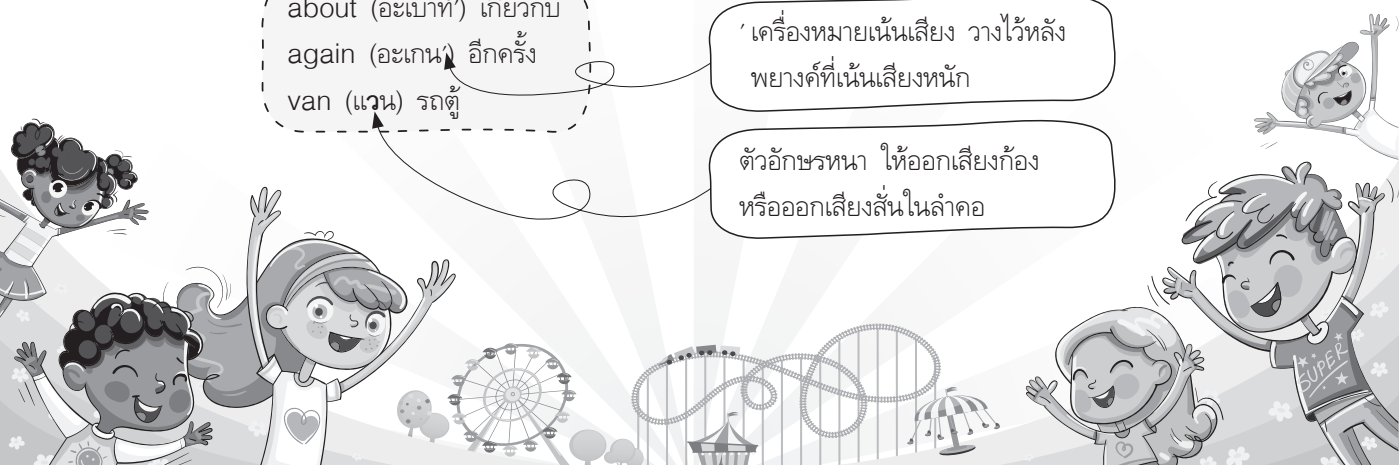 about (อะเบาท′) เกี่ยวกับ
again (อะเกน′) อีกครั้ง
van (แวน) รถตู้
′ เครื่องหมายเน้นเสียง วางไว้หลัง
พยางค์ที่เน้นเสียงหนัก
ตัวอักษรหนา ให้ออกเสียงก้อง
หรือออกเสียงสั่นในลำคอ
SUPER